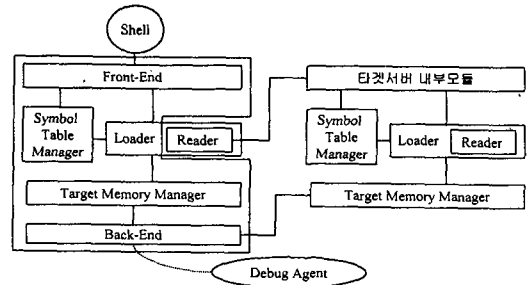 Shell
Front-End
Symbol
Table
Manager
Loader
Reader
Target Memory Manager
Back-End
Debug Agent
타겟서버 내부모듈
Symbol
Table
Manager
Loader
Reader
Target Memory Manager